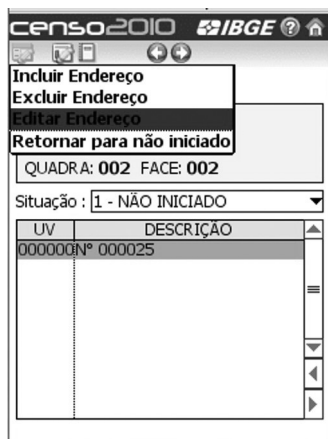 censo2010 IBGE ?
Incluir Endereço
Excluir Endereço
Editar Endereço
Retornar para não iniciado
QUADRA: 002 FACE: 002
Situação : 1 - NÃO INICIADO
UV DESCRIÇÃO
000000 N° 000025